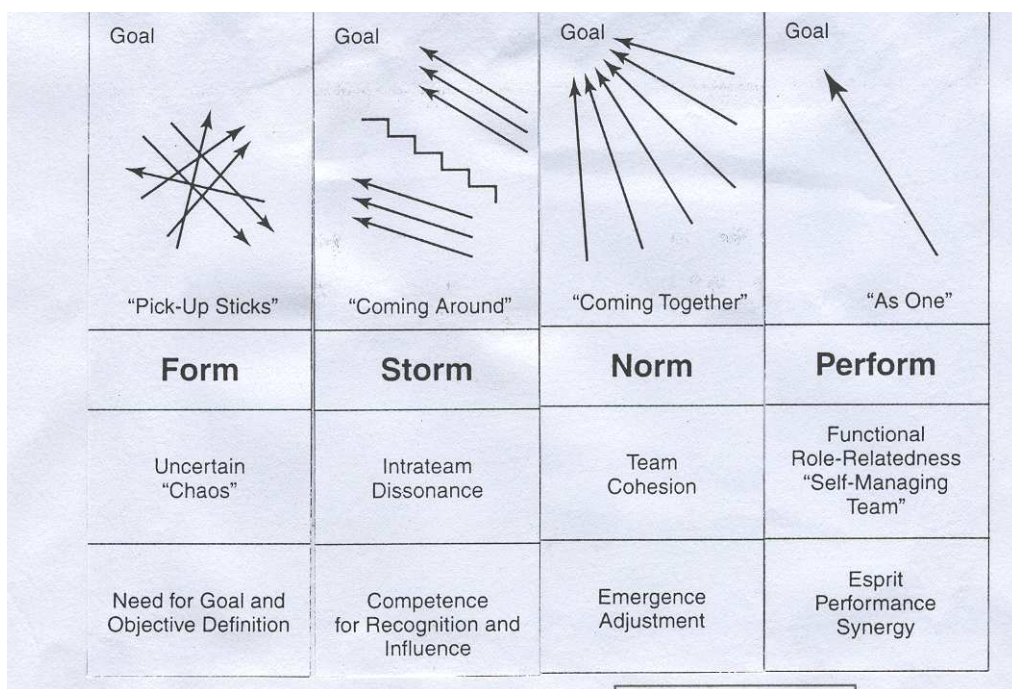 Goal
Goal
Goal
Goal
“Pick-Up Sticks”
“Coming Around”
“Coming Together”
“As One”
Form
Storm
Norm
Perform
Uncertain
“Chaos”
Intrateam
Dissonance
Team
Cohesion
Functional
Role-Relatedness
“Self-Managing
Team”
Need for Goal and
Objective Definition
Competence
for Recognition and
Influence
Emergence
Adjustment
Esprit
Performance
Synergy